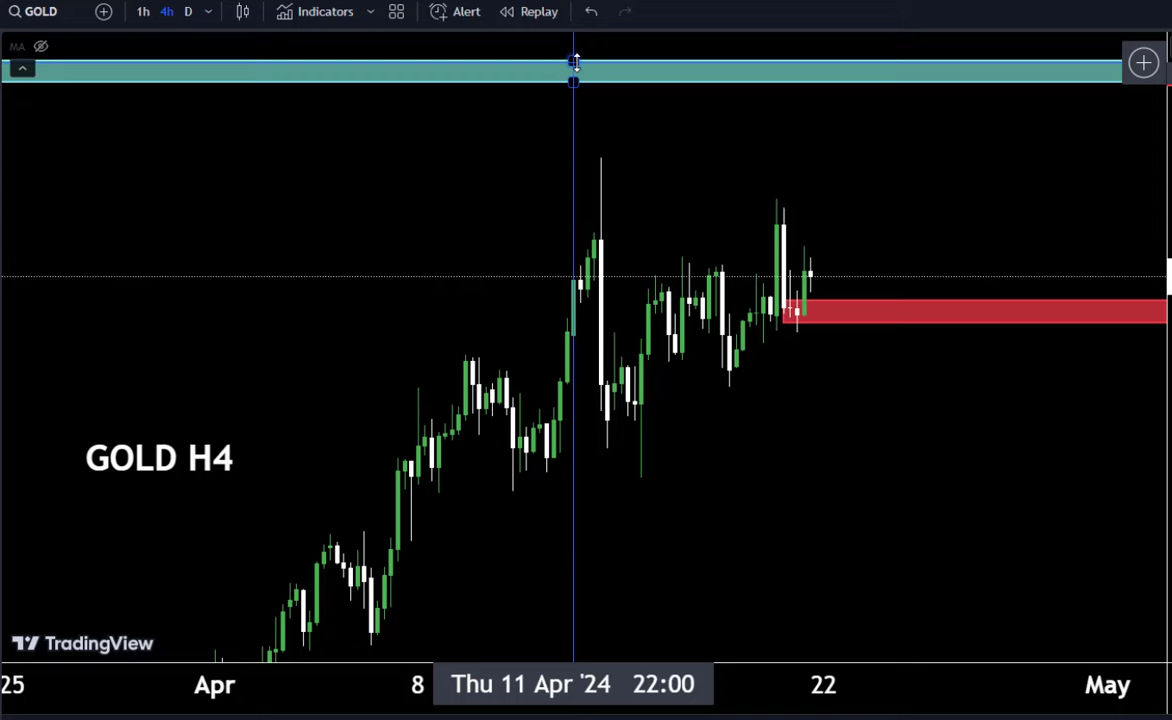 GOLD 1h 4h D Indicators Alert Replay
MA
GOLD H4
TradingView
25 Apr 8 Thu 11 Apr '24 22:00 22 May